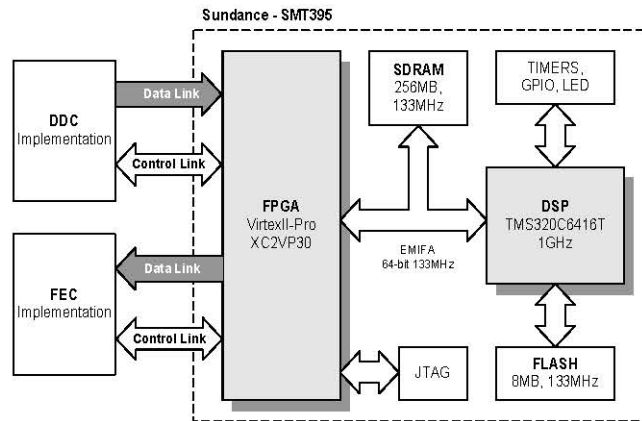 Sundance - SMT395
DDC
Implementation
Data Link
Control Link
FEC
Implementation
Data Link
Control Link
FPGA
VirtexII-Pro
XC2VP30
SDRAM
256MB,
133MHz
TIMERS,
GPIO, LED
EMIFA
64-bit 133MHz
DSP
TMS320C6416T
1GHz
JTAG
FLASH
8MB, 133MHz